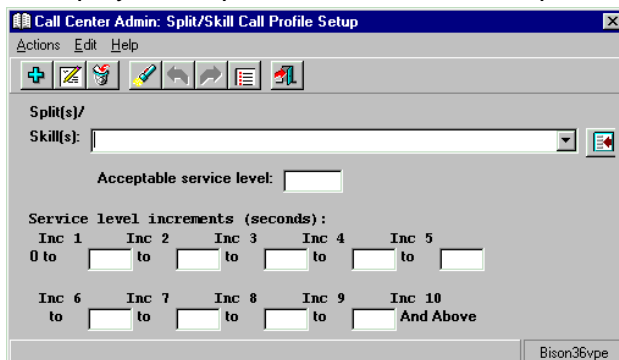 Call Center Admin: Split/Skill Call Profile Setup
Actions Edit Help
Split(s)/
Skill(s):
Acceptable service level:
Service level increments (seconds):
Inc 1 Inc 2 Inc 3 Inc 4 Inc 5
0 to to to to to
Inc 6 Inc 7 Inc 8 Inc 9 Inc 10
to to to to And Above
Bison36vpe